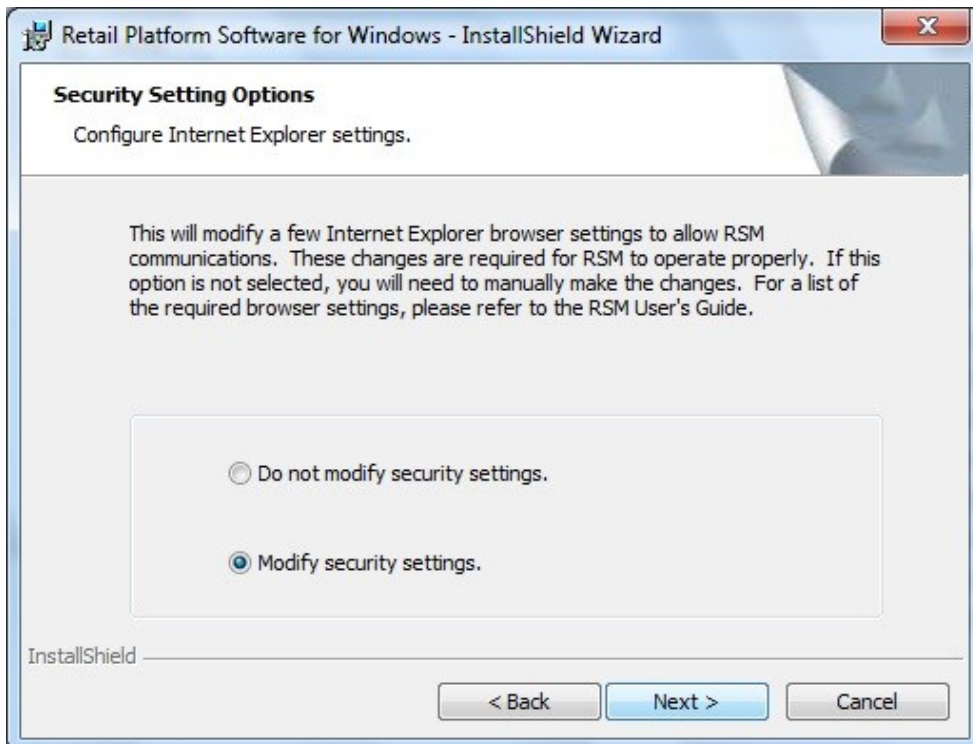 Retail Platform Software for Windows - InstallShield Wizard
Security Setting Options
Configure Internet Explorer settings.
This will modify a few Internet Explorer browser settings to allow RSM
communications. These changes are required for RSM to operate properly. If this
option is not selected, you will need to manually make the changes. For a list of
the required browser settings, please refer to the RSM User's Guide.
Do not modify security settings.
Modify security settings.
InstallShield
< Back
Next >
Cancel